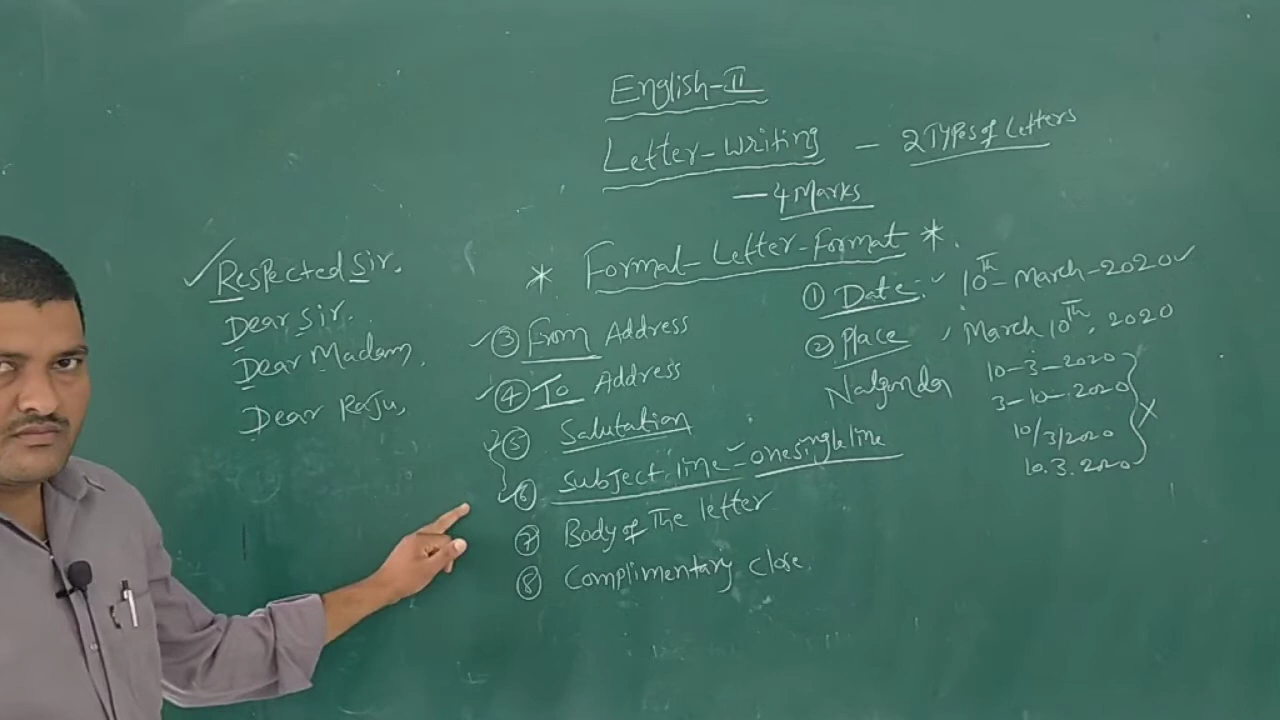 English-II
Letter-Writing - 2 Types of Letters
- 4 Marks
* Formal-Letter-Format *.
① Date: 10th-March-2020 ✓
② Place ✓ March 10th, 2020
Nalgonda
10-3-2020
3-10-2020
10/3/2020
10.3.2020
X
✓ ③ From Address
✓ ④ To Address
⑤ Salutation
⑥ Subject line - one single line
⑦ Body of The letter
⑧ Complimentary close.
✓ Respected Sir.
Dear Sir.
Dear Madam,
Dear Raju,